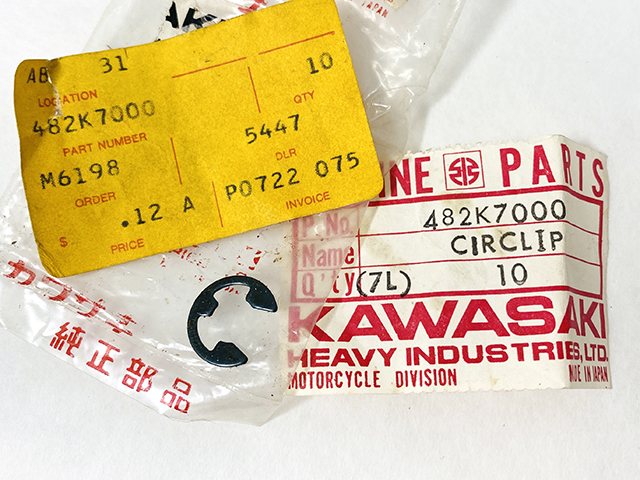 AB 31 10
LOCATION QTY
482K7000
PART NUMBER
5447
DLR
M6198
ORDER
P0722 075
INVOICE
.12 A
$ PRICE
JAPAN
INE PARTS
P. No. 482K7000
Name CIRCLIP
Q'ty (7L) 10
KAWASAKI
HEAVY INDUSTRIES, LTD.
MOTORCYCLE DIVISION
カワサキ
純正部品